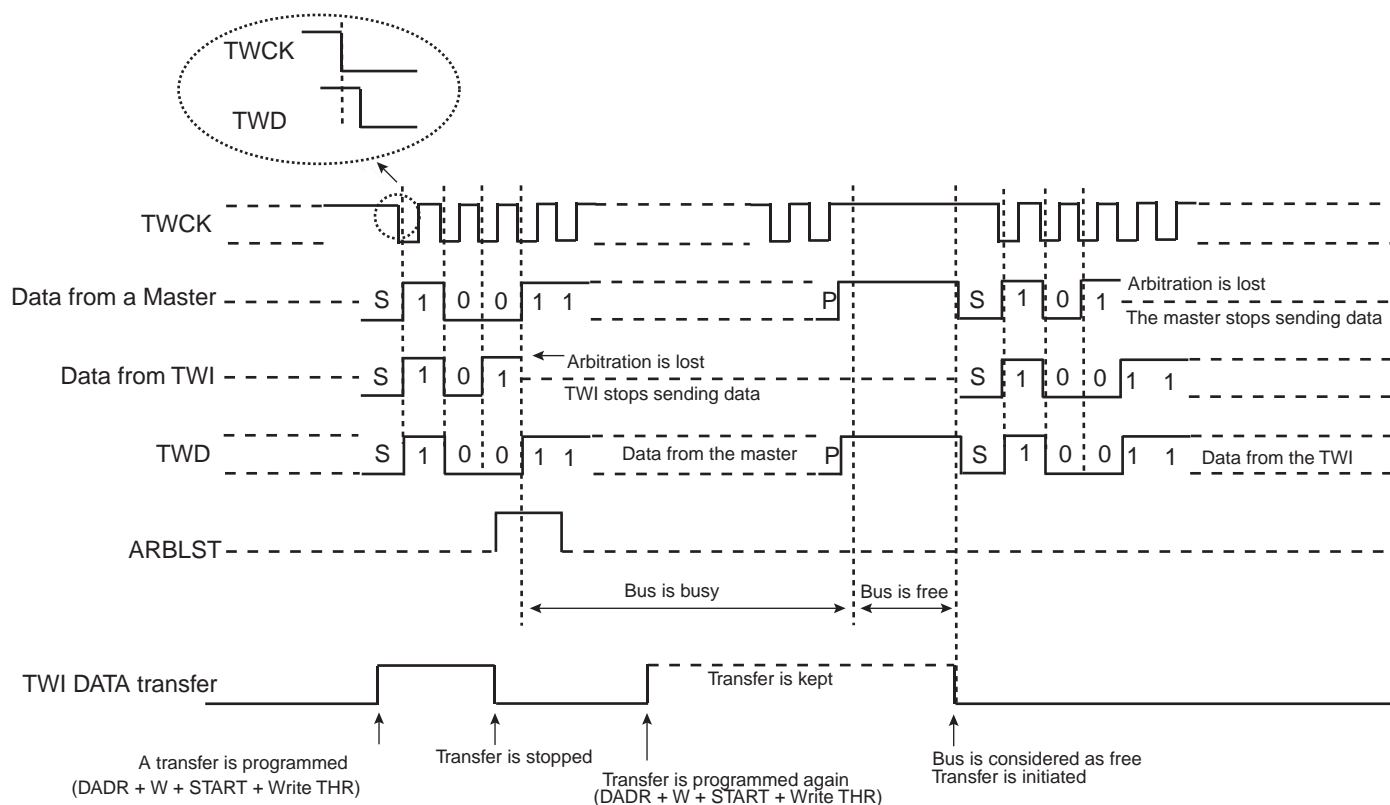 TWCK
TWD
TWCK
Data from a Master S 1 0 0 1 1 P S 1 0 1 Arbitration is lost
The master stops sending data
Data from TWI S 1 0 1 Arbitration is lost S 1 0 0 1 1
TWI stops sending data
TWD S 1 0 0 1 1 Data from the master P S 1 0 0 1 1 Data from the TWI
ARBLST
Bus is busy Bus is free
TWI DATA transfer Transfer is kept
A transfer is programmed
(DADR + W + START + Write THR)
Transfer is stopped
Transfer is programmed again
(DADR + W + START + Write THR)
Bus is considered as free
Transfer is initiated